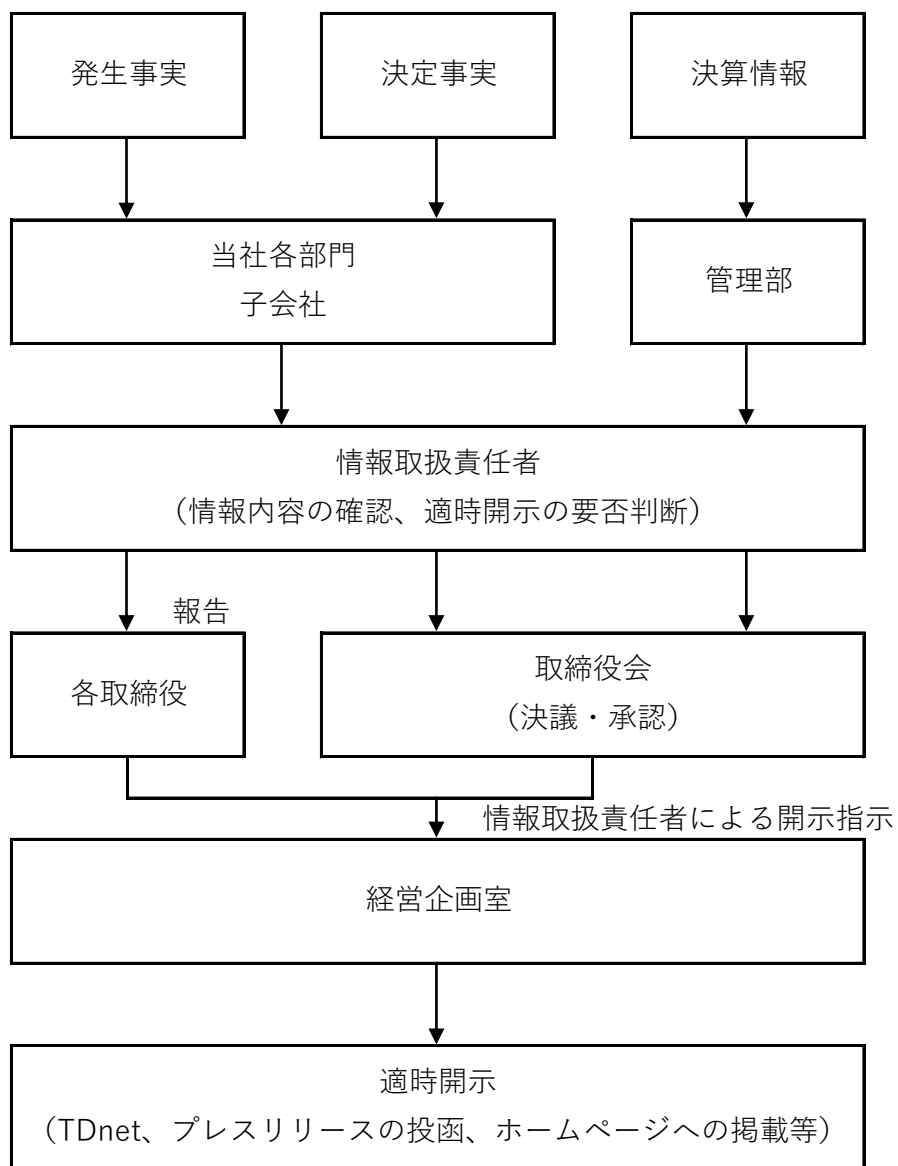 発生事実
決定事実
決算情報
当社各部門
子会社
管理部
情報取扱責任者
（情報内容の確認、適時開示の要否判断）
報告
各取締役
取締役会
（決議・承認）
情報取扱責任者による開示指示
経営企画室
適時開示
（TDnet、プレスリリースの投函、ホームページへの掲載等）